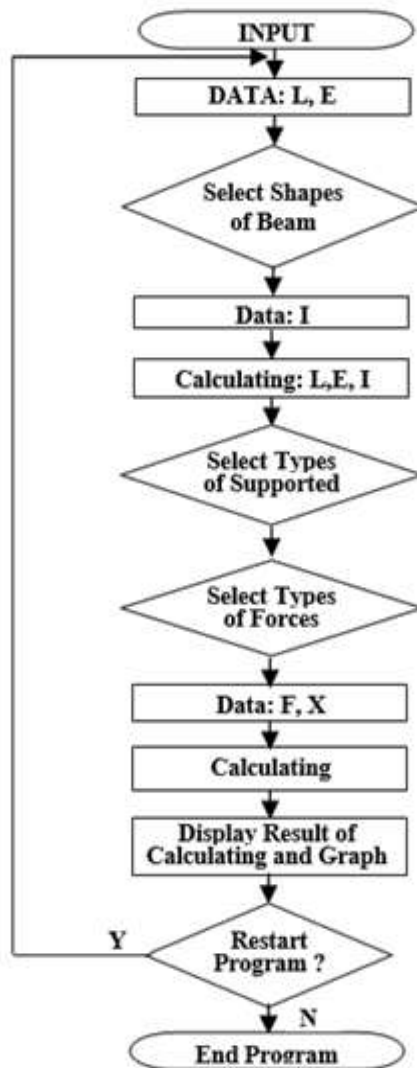 INPUT
DATA: L, E
Select Shapes
of Beam
Data: I
Calculating: L,E, I
Select Types
of Supported
Select Types
of Forces
Data: F, X
Calculating
Display Result of
Calculating and Graph
Y
Restart
Program ?
N
End Program